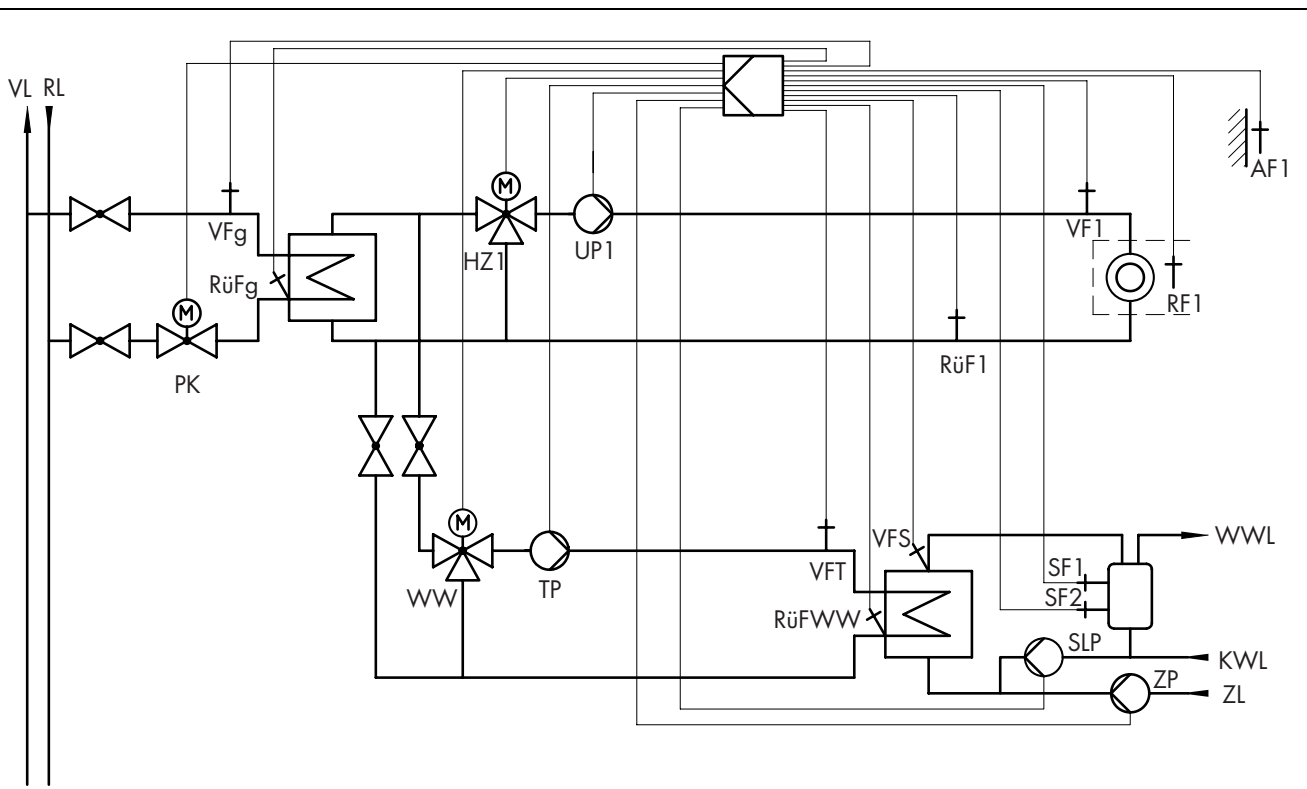 VL RL
AF1
VFg
HZ1
UP1
VF1
RüFg
RF1
PK
RüF1
M
M
M
WW
TP
VFT
VFS
RüFWW
SF1
SF2
WWL
SLP
KWL
ZP
ZL